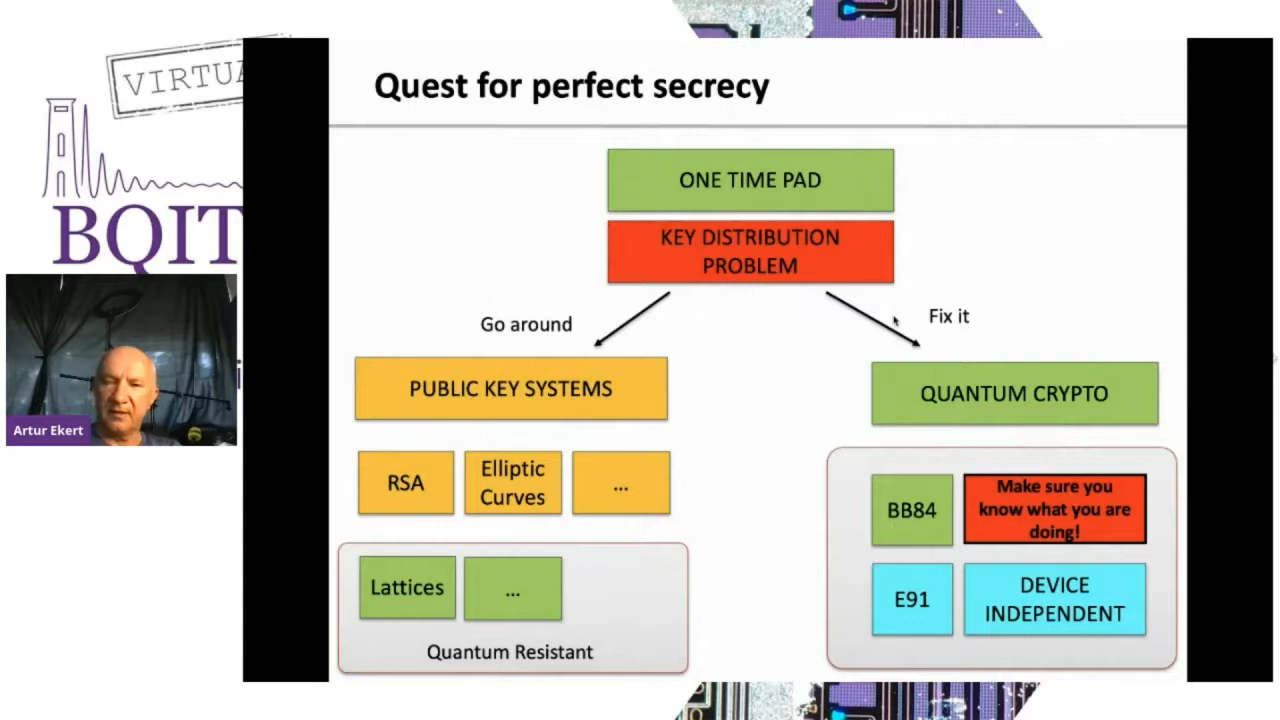 VIRTUA
BQIT
Artur Ekert
Quest for perfect secrecy
ONE TIME PAD
KEY DISTRIBUTION
PROBLEM
Go around
Fix it
PUBLIC KEY SYSTEMS
QUANTUM CRYPTO
RSA
Elliptic
Curves
...
Lattices
...
Quantum Resistant
BB84
Make sure you
know what you are
doing!
E91
DEVICE
INDEPENDENT